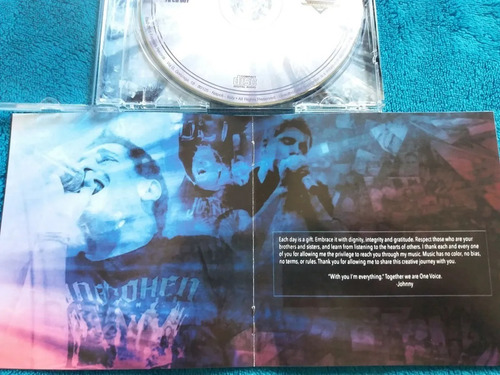 Each day is a gift. Embrace it with dignity, integrity and gratitude. Respect those who are your
brothers and sisters, and learn from listening to the hearts of others. I thank each and every one
of you for allowing me the privilege to reach you through my music. Music has no color, no bias,
no terms, or rules. Thank you for allowing me to share this creative journey with you.
"With you I'm everything." Together we are One Voice.
-Johnny